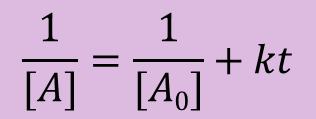 1/[A] = 1/[A₀] + kt